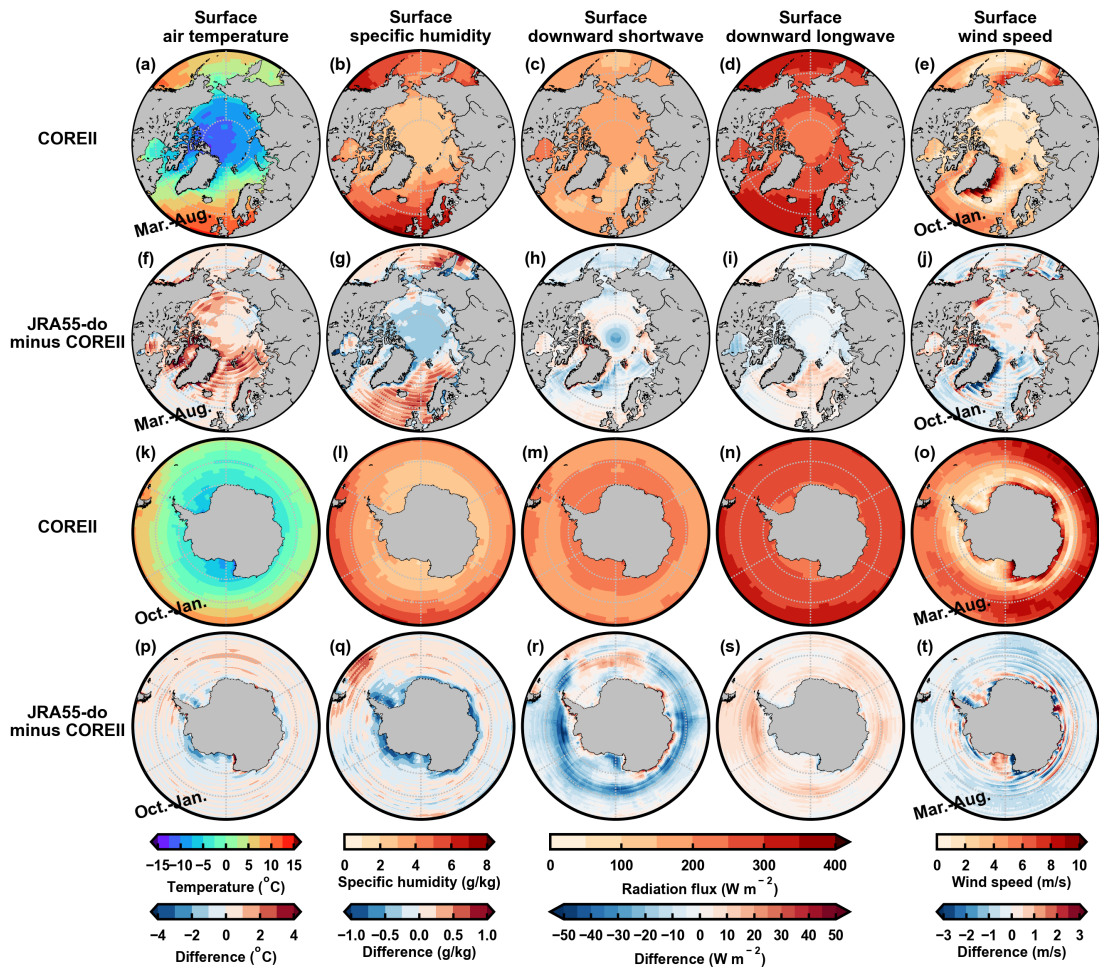 Surface
air temperature
Surface
specific humidity
Surface
downward shortwave
Surface
downward longwave
Surface
wind speed
(a) (b) (c) (d) (e)
COREII
Mar.-Aug. Oct.-Jan.
(f) (g) (h) (i) (j)
JRA55-do
minus COREII
Mar.-Aug. Oct.-Jan.
(k) (l) (m) (n) (o)
COREII
Oct.-Jan. Mar.-Aug.
(p) (q) (r) (s) (t)
JRA55-do
minus COREII
Oct.-Jan. Mar.-Aug.
−15 −10 −5 0 5 10 15
Temperature (°C)
0 2 4 6 8
Specific humidity (g/kg)
0 100 200 300 400
Radiation flux (W m⁻²)
0 2 4 6 8 10
Wind speed (m/s)
−4 −2 0 2 4
Difference (°C)
−1.0 −0.5 0.0 0.5 1.0
Difference (g/kg)
−50 −40 −30 −20 −10 0 10 20 30 40 50
Difference (W m⁻²)
−3 −2 −1 0 1 2 3
Difference (m/s)